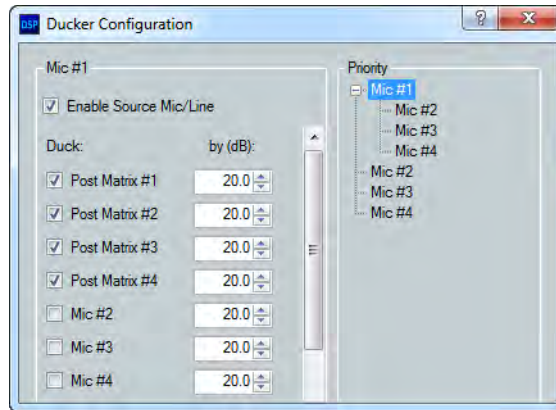 DSP Ducker Configuration
Mic #1
Enable Source Mic/Line
Duck: by (dB):
Post Matrix #1 20.0
Post Matrix #2 20.0
Post Matrix #3 20.0
Post Matrix #4 20.0
Mic #2 20.0
Mic #3 20.0
Mic #4 20.0
Priority
Mic #1
Mic #2
Mic #3
Mic #4
Mic #2
Mic #3
Mic #4